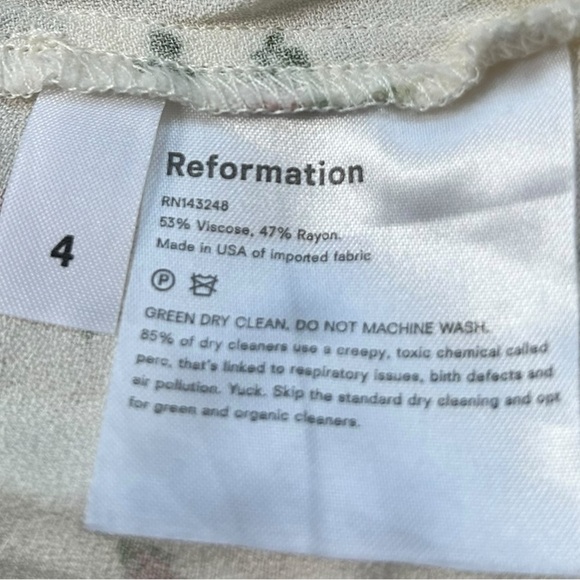 Reformation
RN143248
53% Viscose, 47% Rayon.
Made in USA of imported fabric
4
P
GREEN DRY CLEAN. DO NOT MACHINE WASH.
85% of dry cleaners use a creepy, toxic chemical called
perc, that's linked to respiratory issues, birth defects and
air pollution. Yuck. Skip the standard dry cleaning and opt
for green and organic cleaners.